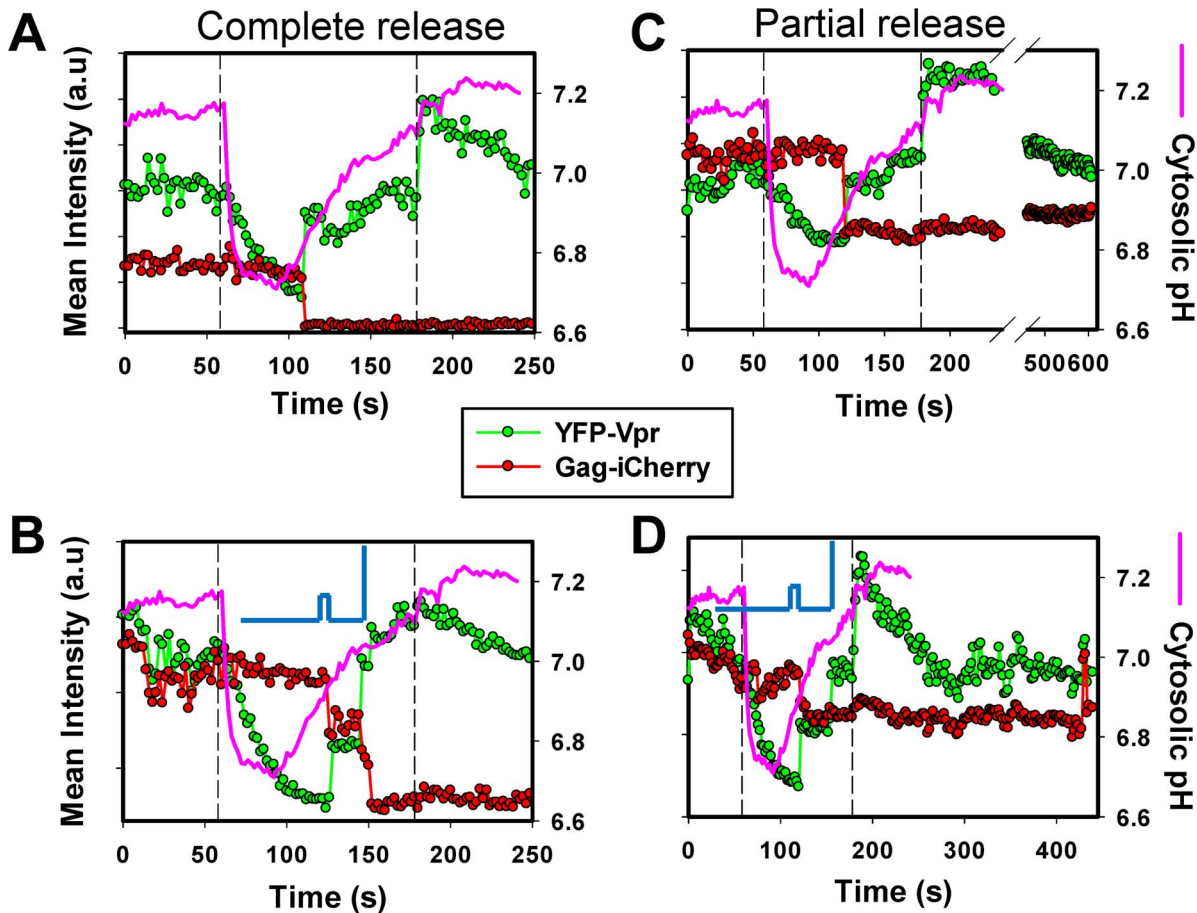 A
Complete release
C
Partial release
Mean Intensity (a.u)
7.2
7.0
6.8
6.6
0 50 100 150 200 250
Time (s)
7.2
7.0
6.8
6.6
Cytosolic pH
0 50 100 150 200 500 600
Time (s)
YFP-Vpr
Gag-iCherry
B
Mean Intensity (a.u)
7.2
7.0
6.8
6.6
0 50 100 150 200 250
Time (s)
D
7.2
7.0
6.8
6.6
Cytosolic pH
0 100 200 300 400
Time (s)